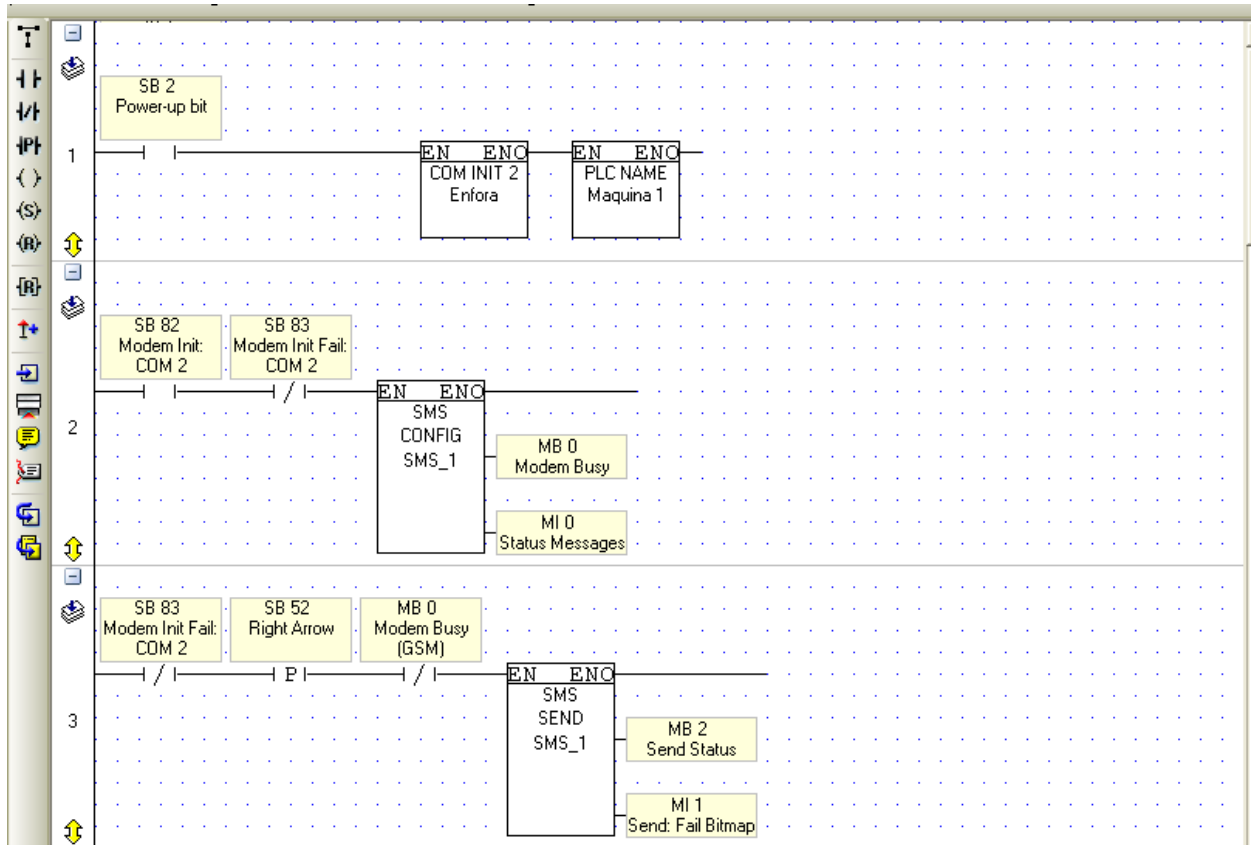 SB 2
Power-up bit
1
EN ENO
COM INIT 2
Enfora
EN ENO
PLC NAME
Maquina 1
SB 82
Modem Init:
COM 2
SB 83
Modem Init Fail:
COM 2
2
EN ENO
SMS
CONFIG
SMS_1
MB 0
Modem Busy
MI 0
Status Messages
SB 83
Modem Init Fail:
COM 2
SB 52
Right Arrow
P
MB 0
Modem Busy
(GSM)
3
EN ENO
SMS
SEND
SMS_1
MB 2
Send Status
MI 1
Send: Fail Bitmap